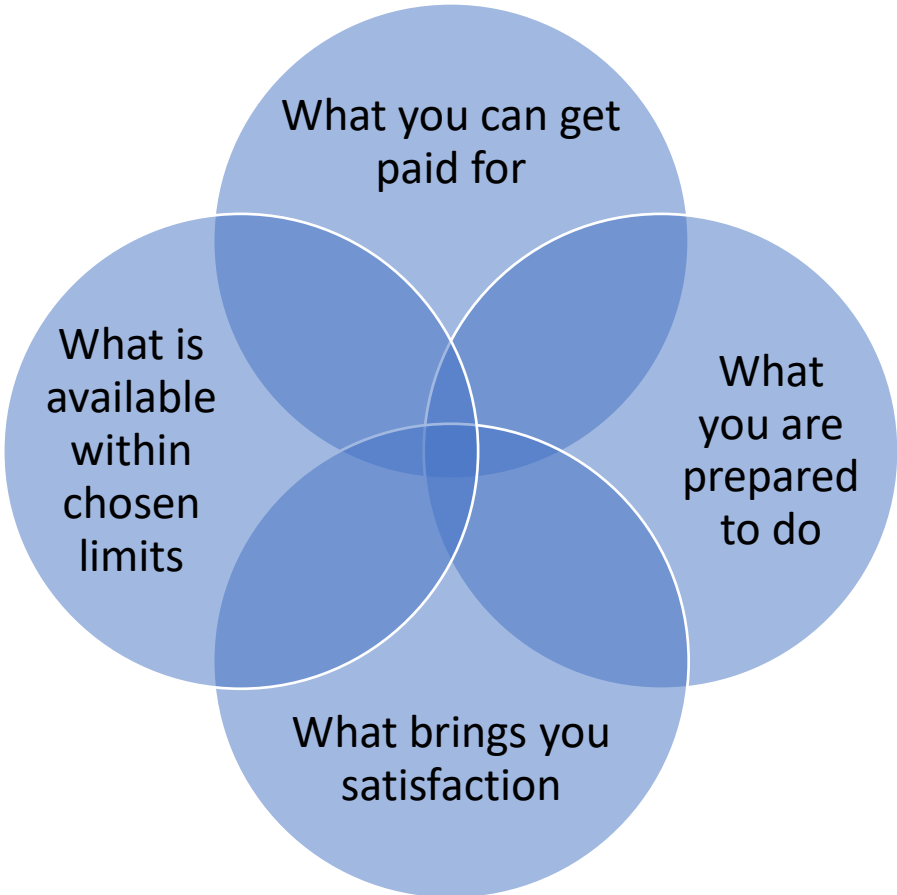 What you can get
paid for
What is
available
within
chosen
limits
What
you are
prepared
to do
What brings you
satisfaction